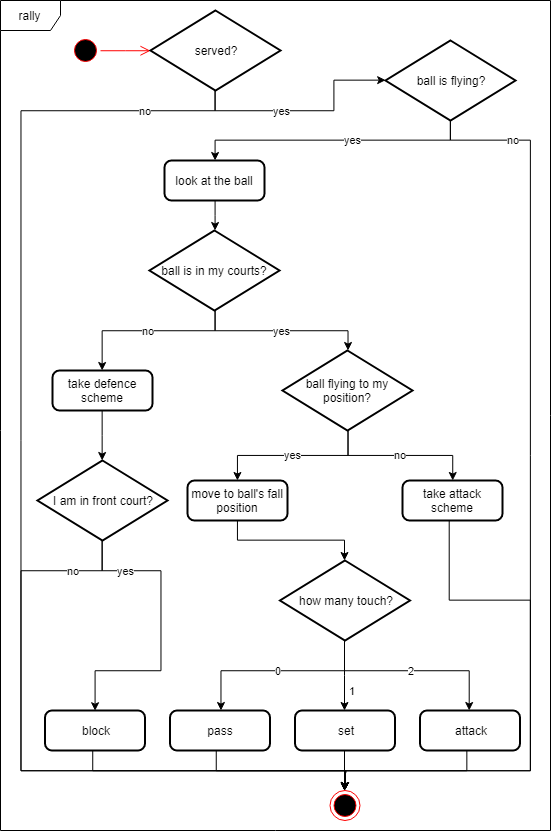 rally
served?
ball is flying?
no
yes
yes
no
look at the ball
ball is in my courts?
no
yes
take defence
scheme
ball flying to my
position?
yes
no
I am in front court?
move to ball's fall
position
take attack
scheme
no
yes
how many touch?
0
1
2
block
pass
set
attack